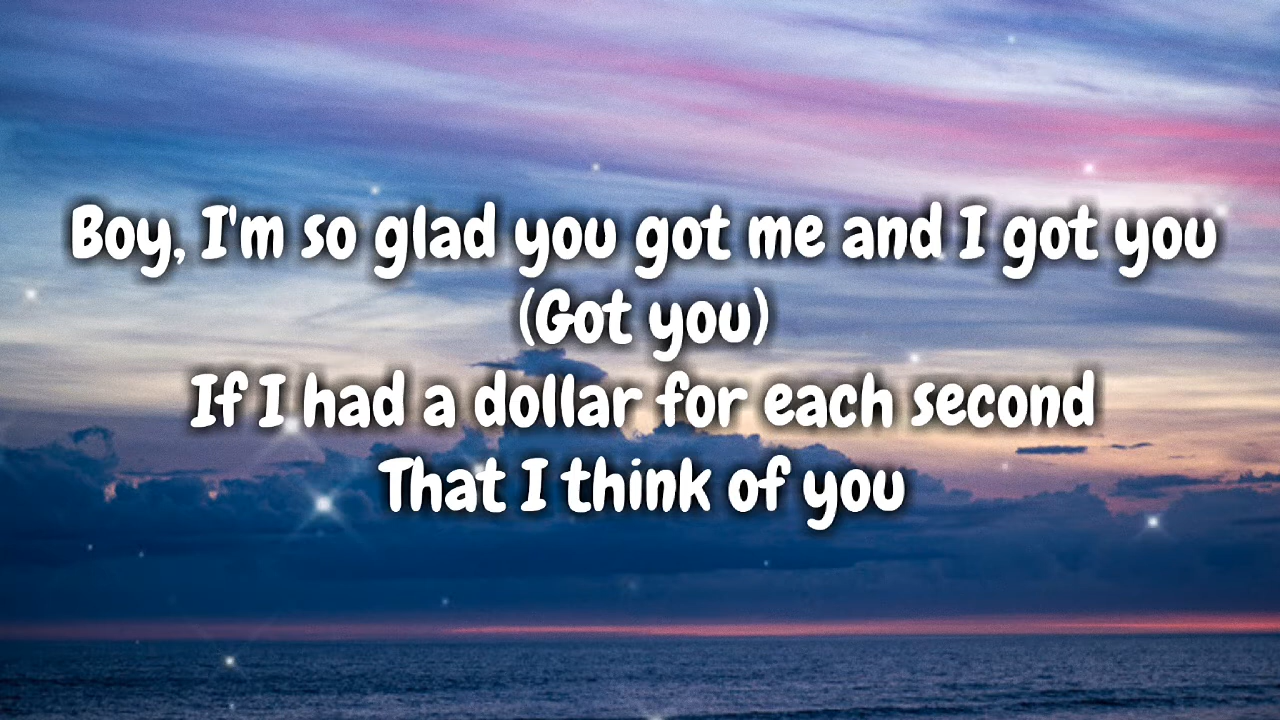 Boy, I'm so glad you got me and I got you
(Got you)
If I had a dollar for each second
That I think of you